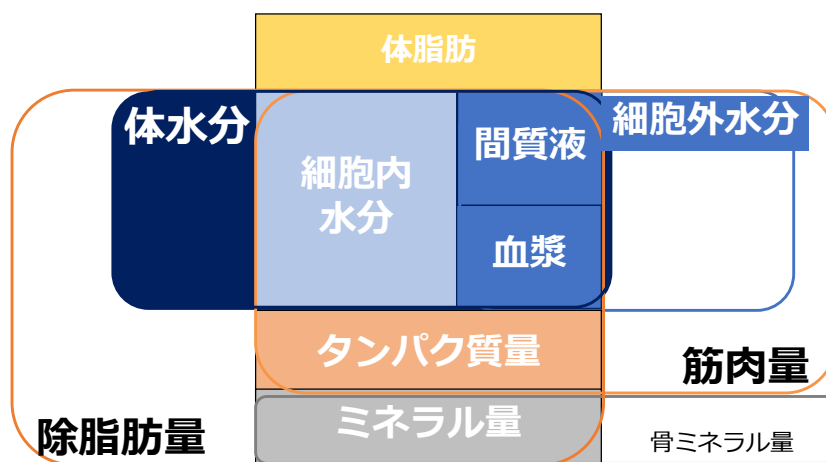 体脂肪
体水分
細胞内
水分
間質液
細胞外水分
血漿
タンパク質量
筋肉量
ミネラル量
除脂肪量
骨ミネラル量